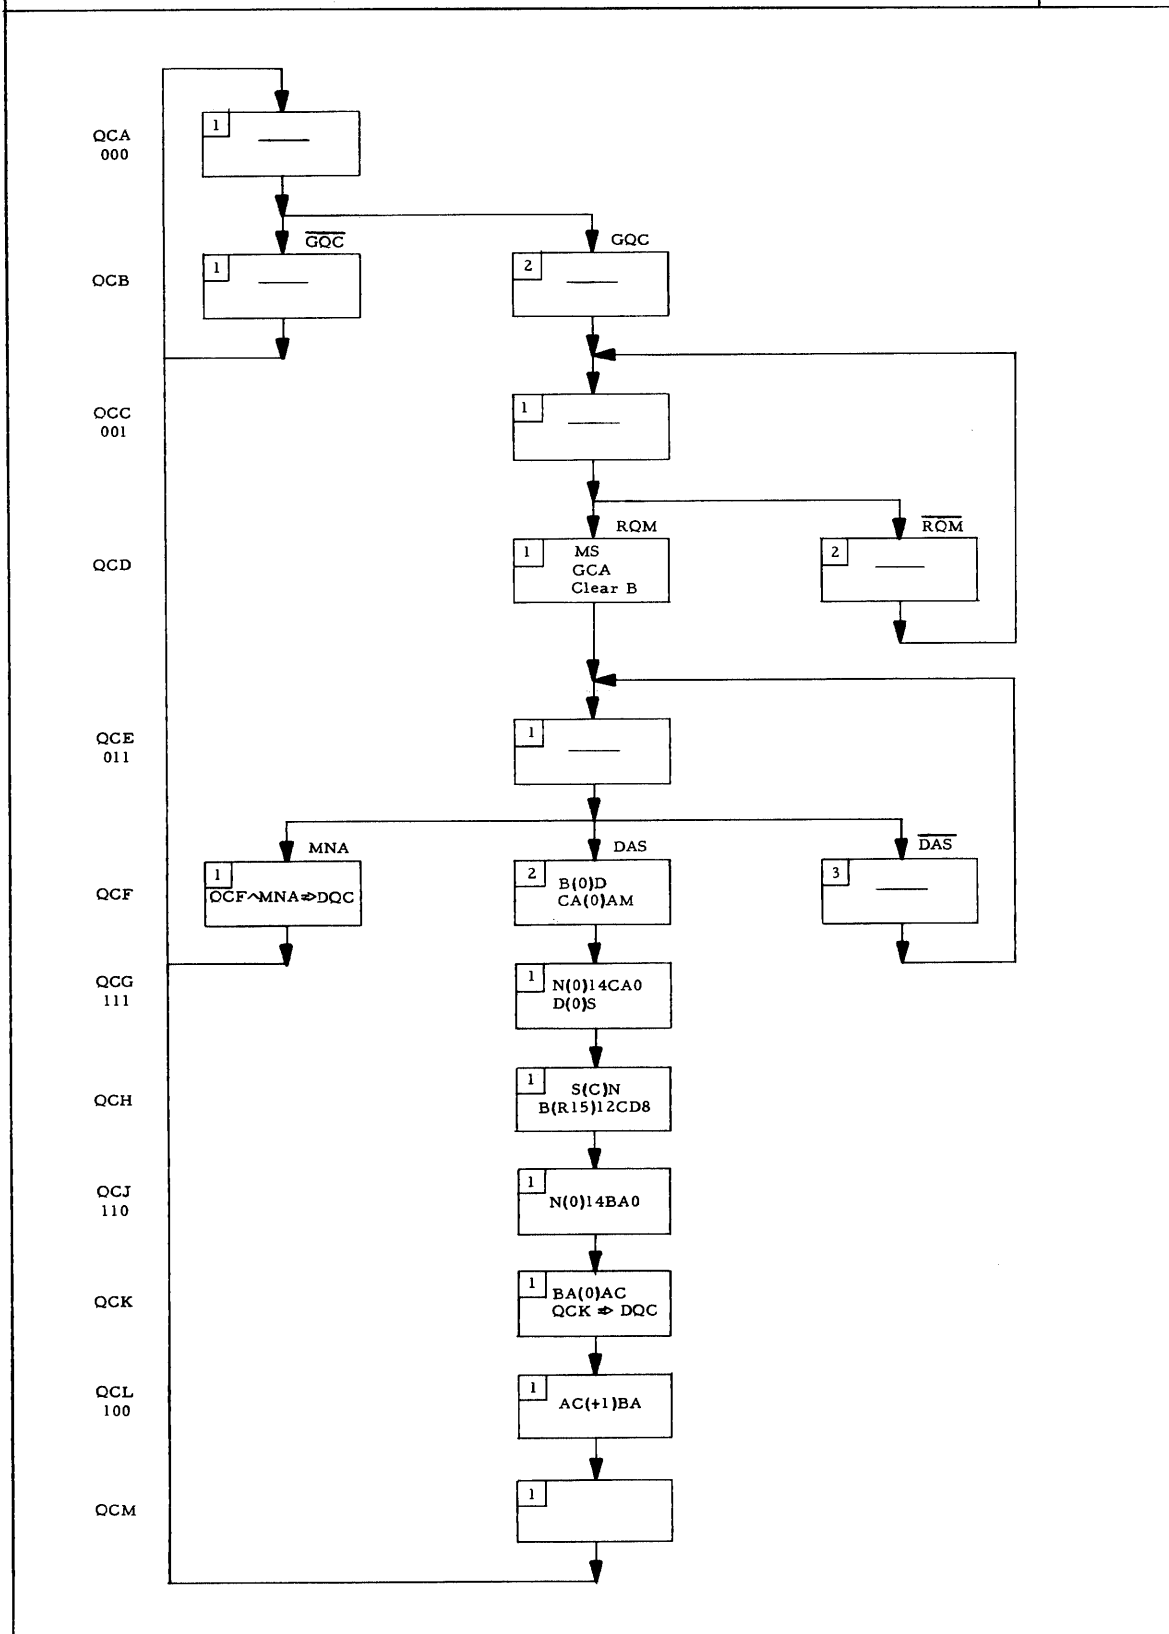 1
QCA
000
G̅Q̅C̅
GQC
1
2
QCB
1
QCC
001
RQM
R̅Q̅M̅
1
MS
GCA
Clear B
2
QCD
1
QCE
011
MNA
DAS
D̅A̅S̅
1
QCF∧MNA⇒DQC
2
B(0)D
CA(0)AM
3
QCF
1
N(0)14CA0
D(0)S
QCG
111
1
S(C)N
B(R15)12CD8
QCH
1
N(0)14BA0
QCJ
110
1
BA(0)AC
QCK ⇒ DQC
QCK
1
AC(+1)BA
QCL
100
1
QCM